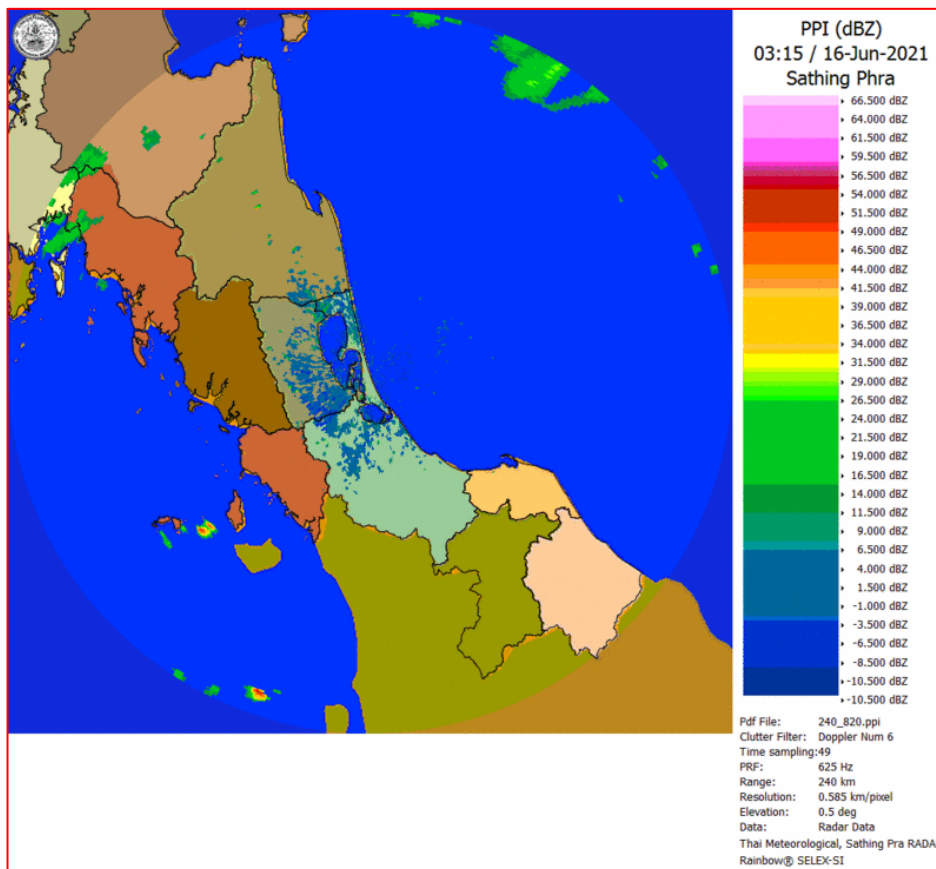 PPI (dBZ)
03:15 / 16-Jun-2021
Sathing Phra
66.500 dBZ
64.000 dBZ
61.500 dBZ
59.500 dBZ
56.500 dBZ
54.000 dBZ
51.500 dBZ
49.000 dBZ
46.500 dBZ
44.000 dBZ
41.500 dBZ
39.000 dBZ
36.500 dBZ
34.000 dBZ
31.500 dBZ
29.000 dBZ
26.500 dBZ
24.000 dBZ
21.500 dBZ
19.000 dBZ
16.500 dBZ
14.000 dBZ
11.500 dBZ
9.000 dBZ
6.500 dBZ
4.000 dBZ
1.500 dBZ
-1.000 dBZ
-3.500 dBZ
-6.500 dBZ
-8.500 dBZ
-10.500 dBZ
-10.500 dBZ
Pdf File: 240_820.ppi
Clutter Filter: Doppler Num 6
Time sampling:49
PRF: 625 Hz
Range: 240 km
Resolution: 0.585 km/pixel
Elevation: 0.5 deg
Data: Radar Data
Thai Meteorological, Sathing Pra RADA
Rainbow® SELEX-SI